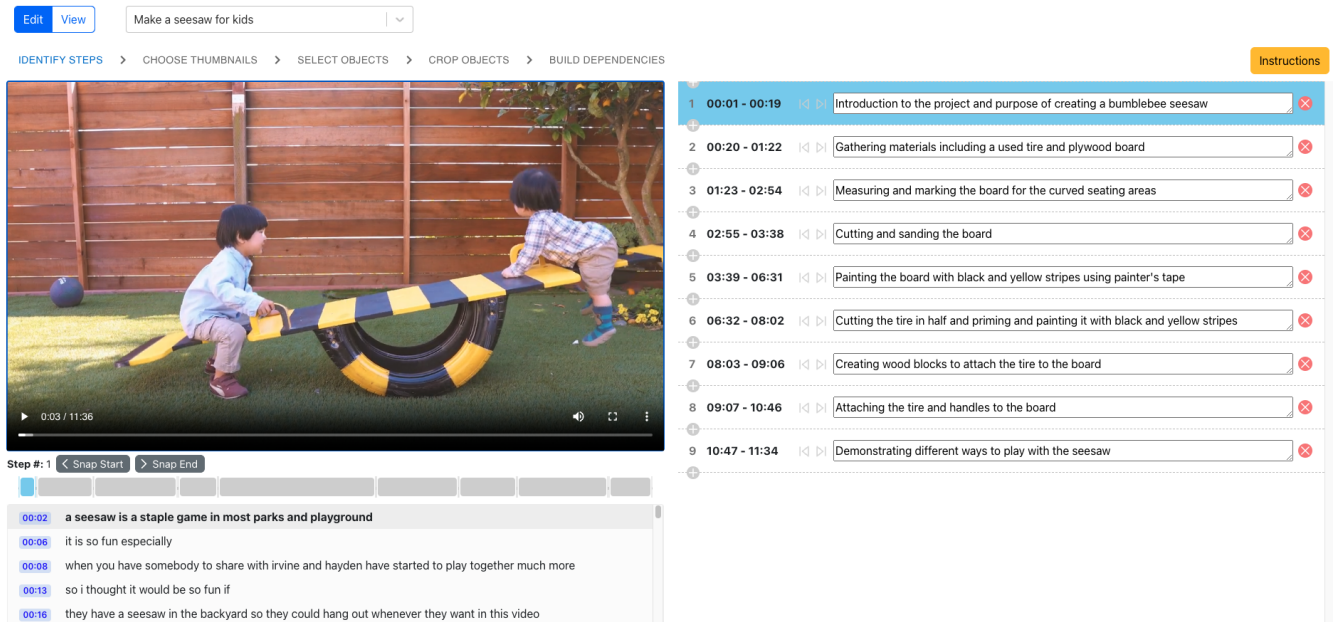 Edit View Make a seesaw for kids
IDENTIFY STEPS > CHOOSE THUMBNAILS > SELECT OBJECTS > CROP OBJECTS > BUILD DEPENDENCIES
Instructions
0:03 / 11:36
Step #: 1 < Snap Start > Snap End
00:02 a seesaw is a staple game in most parks and playground
00:06 it is so fun especially
00:08 when you have somebody to share with irvine and hayden have started to play together much more
00:13 so i thought it would be so fun if
00:16 they have a seesaw in the backyard so they could hang out whenever they want in this video
1 00:01 - 00:19 Introduction to the project and purpose of creating a bumblebee seesaw
2 00:20 - 01:22 Gathering materials including a used tire and plywood board
3 01:23 - 02:54 Measuring and marking the board for the curved seating areas
4 02:55 - 03:38 Cutting and sanding the board
5 03:39 - 06:31 Painting the board with black and yellow stripes using painter's tape
6 06:32 - 08:02 Cutting the tire in half and priming and painting it with black and yellow stripes
7 08:03 - 09:06 Creating wood blocks to attach the tire to the board
8 09:07 - 10:46 Attaching the tire and handles to the board
9 10:47 - 11:34 Demonstrating different ways to play with the seesaw